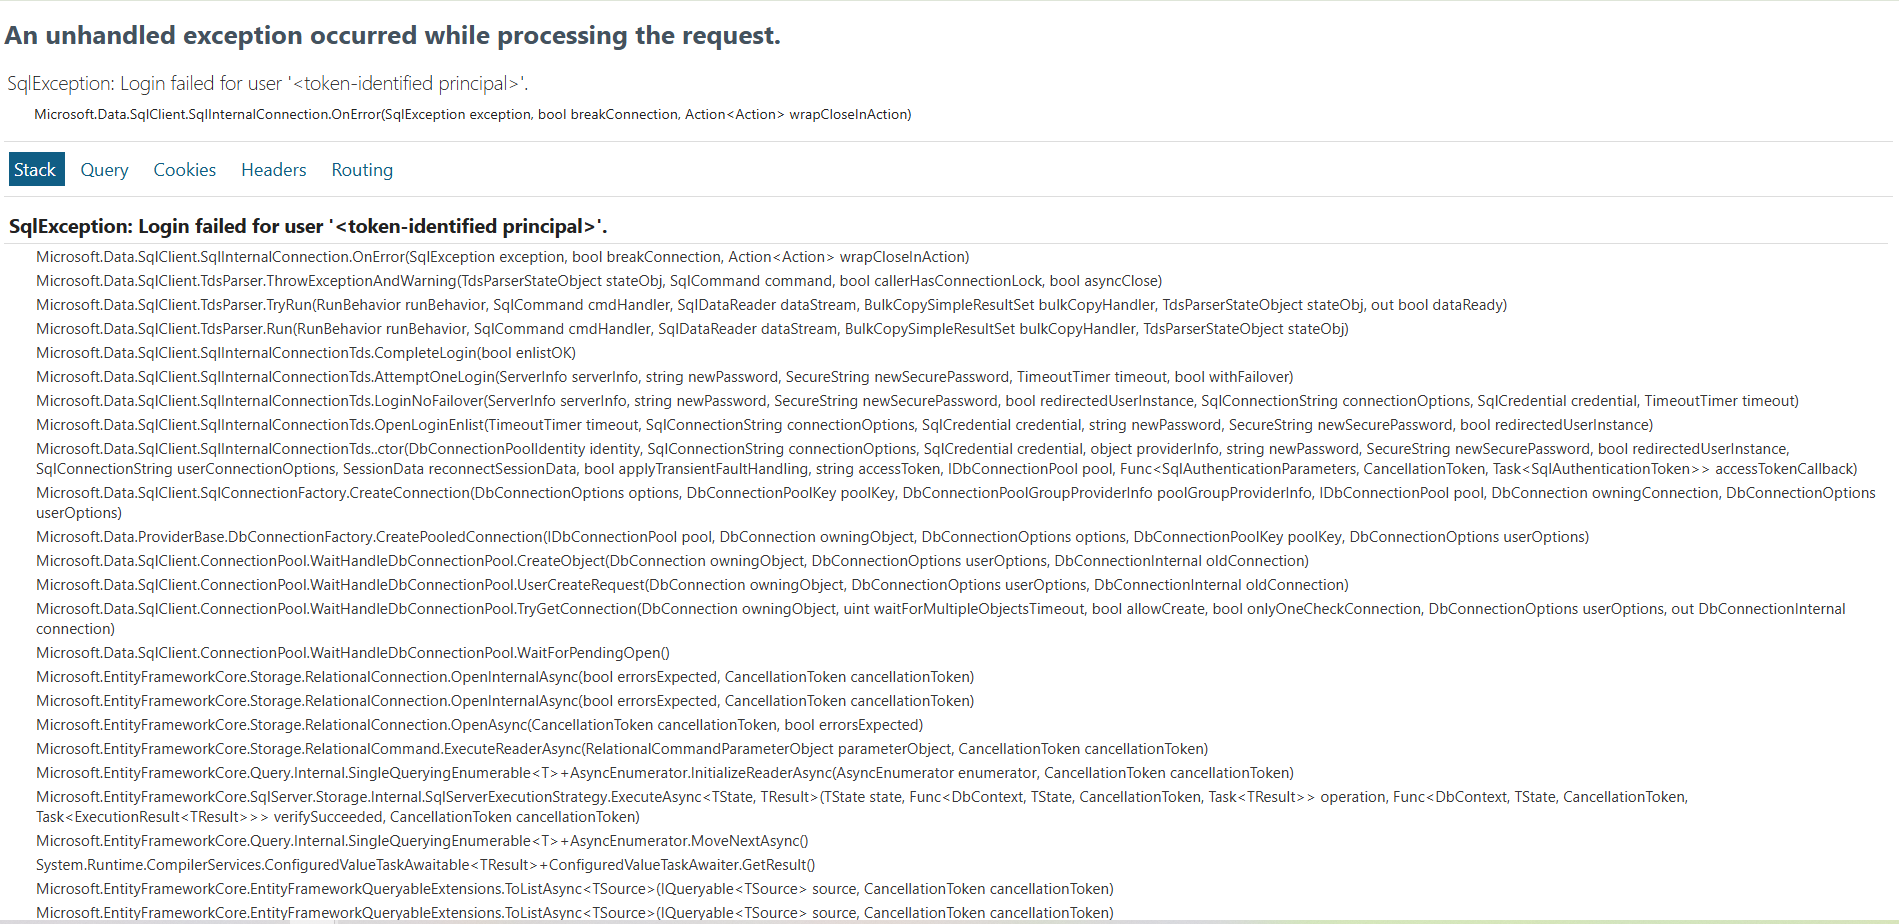 An unhandled exception occurred while processing the request.
SqlException: Login failed for user '<token-identified principal>'.
Microsoft.Data.SqlClient.SqlInternalConnection.OnError(SqlException exception, bool breakConnection, Action<Action> wrapCloseInAction)
Stack Query Cookies Headers Routing
SqlException: Login failed for user '<token-identified principal>'.
Microsoft.Data.SqlClient.SqlInternalConnection.OnError(SqlException exception, bool breakConnection, Action<Action> wrapCloseInAction)
Microsoft.Data.SqlClient.TdsParser.ThrowExceptionAndWarning(TdsParserStateObject stateObj, SqlCommand command, bool callerHasConnectionLock, bool asyncClose)
Microsoft.Data.SqlClient.TdsParser.TryRun(RunBehavior runBehavior, SqlCommand cmdHandler, SqlDataReader dataStream, BulkCopySimpleResultSet bulkCopyHandler, TdsParserStateObject stateObj, out bool dataReady)
Microsoft.Data.SqlClient.TdsParser.Run(RunBehavior runBehavior, SqlCommand cmdHandler, SqlDataReader dataStream, BulkCopySimpleResultSet bulkCopyHandler, TdsParserStateObject stateObj)
Microsoft.Data.SqlClient.SqlInternalConnectionTds.CompleteLogin(bool enlistOK)
Microsoft.Data.SqlClient.SqlInternalConnectionTds.AttemptOneLogin(ServerInfo serverInfo, string newPassword, SecureString newSecurePassword, TimeoutTimer timeout, bool withFailover)
Microsoft.Data.SqlClient.SqlInternalConnectionTds.LoginNoFailover(ServerInfo serverInfo, string newPassword, SecureString newSecurePassword, bool redirectedUserInstance, SqlConnectionString connectionOptions, SqlCredential credential, TimeoutTimer timeout)
Microsoft.Data.SqlClient.SqlInternalConnectionTds.OpenLoginEnlist(TimeoutTimer timeout, SqlConnectionString connectionOptions, SqlCredential credential, string newPassword, SecureString newSecurePassword, bool redirectedUserInstance)
Microsoft.Data.SqlClient.SqlInternalConnectionTds..ctor(DbConnectionPoolIdentity identity, SqlConnectionString connectionOptions, SqlCredential credential, object providerInfo, string newPassword, SecureString newSecurePassword, bool redirectedUserInstance,
SqlConnectionString userConnectionOptions, SessionData reconnectSessionData, bool applyTransientFaultHandling, string accessToken, IDbConnectionPool pool, Func<SqlAuthenticationParameters, CancellationToken, Task<SqlAuthenticationToken>> accessTokenCallback)
Microsoft.Data.SqlClient.SqlConnectionFactory.CreateConnection(DbConnectionOptions options, DbConnectionPoolKey poolKey, DbConnectionPoolGroupProviderInfo poolGroupProviderInfo, IDbConnectionPool pool, DbConnection owningConnection, DbConnectionOptions
userOptions)
Microsoft.Data.ProviderBase.DbConnectionFactory.CreatePooledConnection(IDbConnectionPool pool, DbConnection owningObject, DbConnectionOptions options, DbConnectionPoolKey poolKey, DbConnectionOptions userOptions)
Microsoft.Data.SqlClient.ConnectionPool.WaitHandleDbConnectionPool.CreateObject(DbConnection owningObject, DbConnectionOptions userOptions, DbConnectionInternal oldConnection)
Microsoft.Data.SqlClient.ConnectionPool.WaitHandleDbConnectionPool.UserCreateRequest(DbConnection owningObject, DbConnectionOptions userOptions, DbConnectionInternal oldConnection)
Microsoft.Data.SqlClient.ConnectionPool.WaitHandleDbConnectionPool.TryGetConnection(DbConnection owningObject, uint waitForMultipleObjectsTimeout, bool allowCreate, bool onlyOneCheckConnection, DbConnectionOptions userOptions, out DbConnectionInternal
connection)
Microsoft.Data.SqlClient.ConnectionPool.WaitHandleDbConnectionPool.WaitForPendingOpen()
Microsoft.EntityFrameworkCore.Storage.RelationalConnection.OpenInternalAsync(bool errorsExpected, CancellationToken cancellationToken)
Microsoft.EntityFrameworkCore.Storage.RelationalConnection.OpenInternalAsync(bool errorsExpected, CancellationToken cancellationToken)
Microsoft.EntityFrameworkCore.Storage.RelationalConnection.OpenAsync(CancellationToken cancellationToken, bool errorsExpected)
Microsoft.EntityFrameworkCore.Storage.RelationalCommand.ExecuteReaderAsync(RelationalCommandParameterObject parameterObject, CancellationToken cancellationToken)
Microsoft.EntityFrameworkCore.Query.Internal.SingleQueryingEnumerable<T>+AsyncEnumerator.InitializeReaderAsync(AsyncEnumerator enumerator, CancellationToken cancellationToken)
Microsoft.EntityFrameworkCore.SqlServer.Storage.Internal.SqlServerExecutionStrategy.ExecuteAsync<TState, TResult>(TState state, Func<DbContext, TState, CancellationToken, Task<TResult>> operation, Func<DbContext, TState, CancellationToken,
Task<ExecutionResult<TResult>>> verifySucceeded, CancellationToken cancellationToken)
Microsoft.EntityFrameworkCore.Query.Internal.SingleQueryingEnumerable<T>+AsyncEnumerator.MoveNextAsync()
System.Runtime.CompilerServices.ConfiguredValueTaskAwaitable<TResult>+ConfiguredValueTaskAwaiter.GetResult()
Microsoft.EntityFrameworkCore.EntityFrameworkQueryableExtensions.ToListAsync<TSource>(IQueryable<TSource> source, CancellationToken cancellationToken)
Microsoft.EntityFrameworkCore.EntityFrameworkQueryableExtensions.ToListAsync<TSource>(IQueryable<TSource> source, CancellationToken cancellationToken)